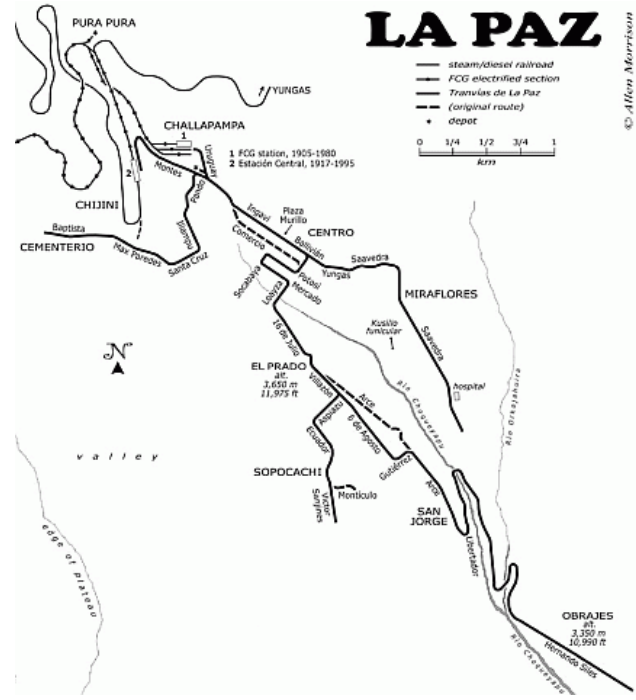 LA PAZ
© Allen Morrison
steam/diesel railroad
FCG electrified section
Tranvías de La Paz
(original route)
depot
0 1/4 1/2 3/4 1
km
PURA PURA
YUNGAS
CHALLAPAMPA
1
1 FCG station, 1905-1980
2 Estación Central, 1917-1995
Uruguay
Montes
2
Pando
CHIJINI
Ingavi
Plaza
Murillo
CENTRO
Comercio
Ballivián
Baptista
CEMENTERIO
Max Paredes
Illampu
Santa Cruz
Potosí
Yungas
Saavedra
Socabaya
Loayza
Mercado
MIRAFLORES
Saavedra
Kusillo
funicular
16 de Julio
EL PRADO
alt.
3,650 m
11,975 ft
Villazón
hospital
Río Choqueyapu
Río Orkojahuira
N
Arce
Aspiazu
6 de Agosto
Ecuador
Gutiérrez
SOPOCACHI
Montículo
Victor
Sanjines
Arce
SAN
JORGE
valley
edge of plateau
Libertador
OBRAJES
alt.
3,350 m
10,990 ft
Hernando Siles
Río Choqueyapu